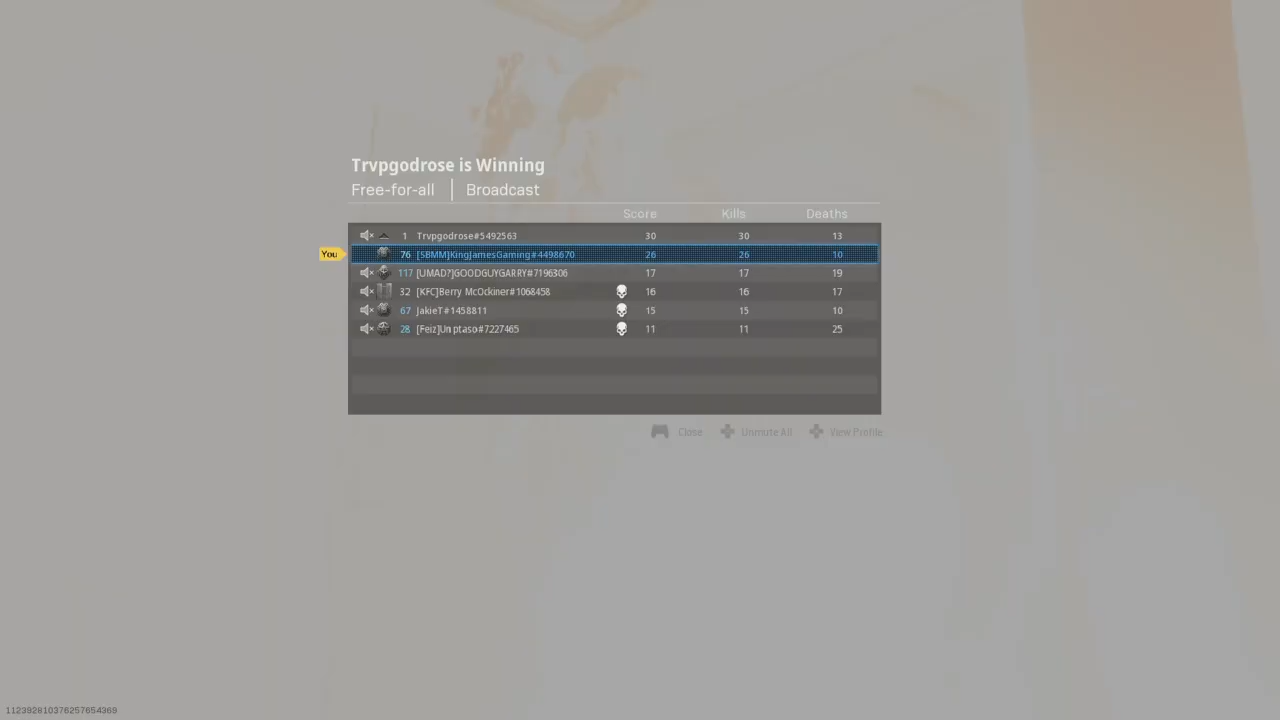 Trvpgodrose is Winning
Free-for-all | Broadcast
Score Kills Deaths
1 Trvpgodrose#5492563 30 30 13
You 76 [SBMM]KingJamesGaming#4498670 26 26 10
117 [UMAD?]GOODGUYGARRY#7196306 17 17 19
32 [KFC]Berry McOckiner#1068458 16 16 17
67 JakieT#1458811 15 15 10
28 [Feiz]Un ptaso#7227465 11 11 25
Close Unmute All View Profile
112392810376257654369